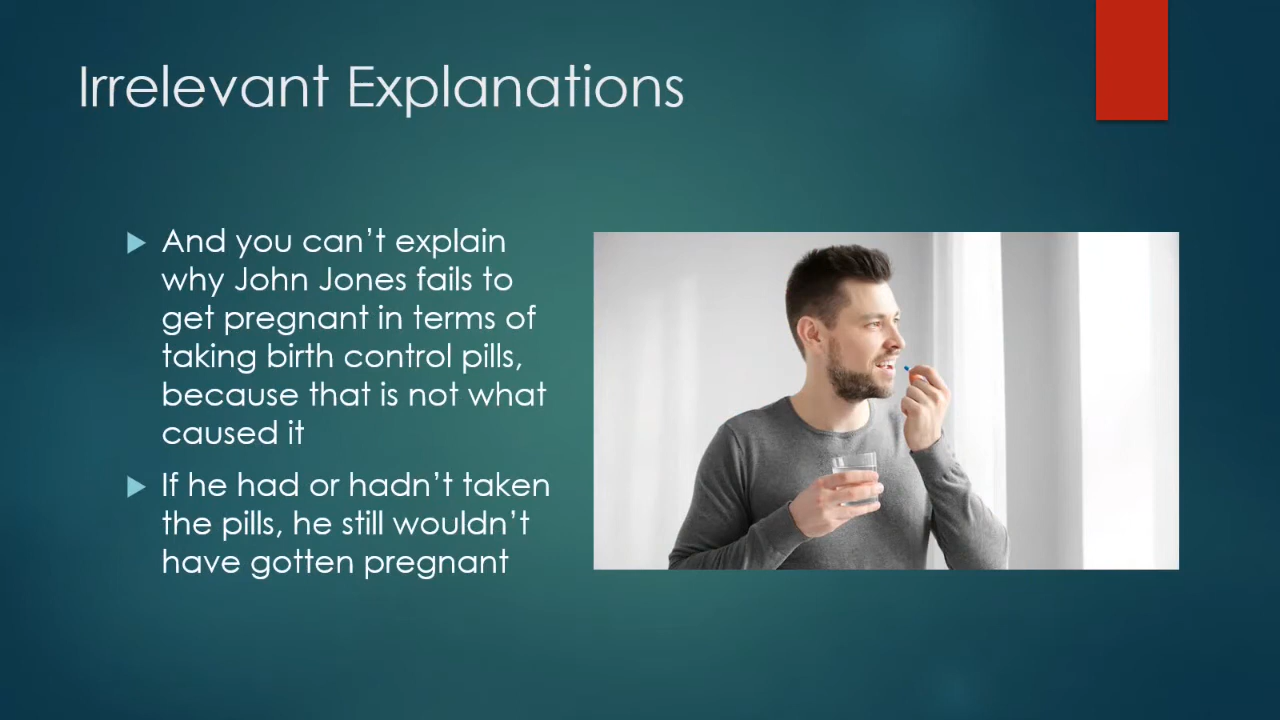 Irrelevant Explanations
And you can’t explain
why John Jones fails to
get pregnant in terms of
taking birth control pills,
because that is not what
caused it
If he had or hadn’t taken
the pills, he still wouldn’t
have gotten pregnant